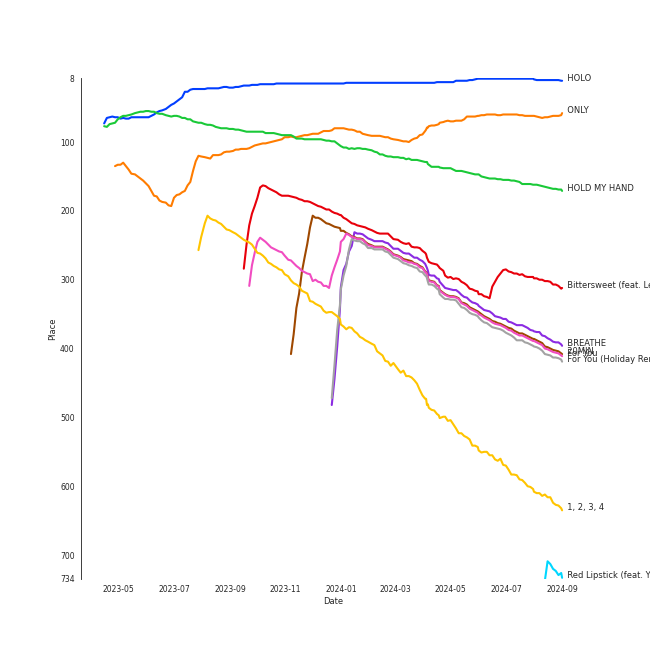 8
100
200
300
400
500
600
700
734
Place
2023-05
2023-07
2023-09
2023-11
2024-01
2024-03
2024-05
2024-07
2024-09
Date
HOLO
ONLY
HOLD MY HAND
Bittersweet (feat. Le
BREATHE
For You
For You (Holiday Rem
1, 2, 3, 4
Red Lipstick (feat. Y